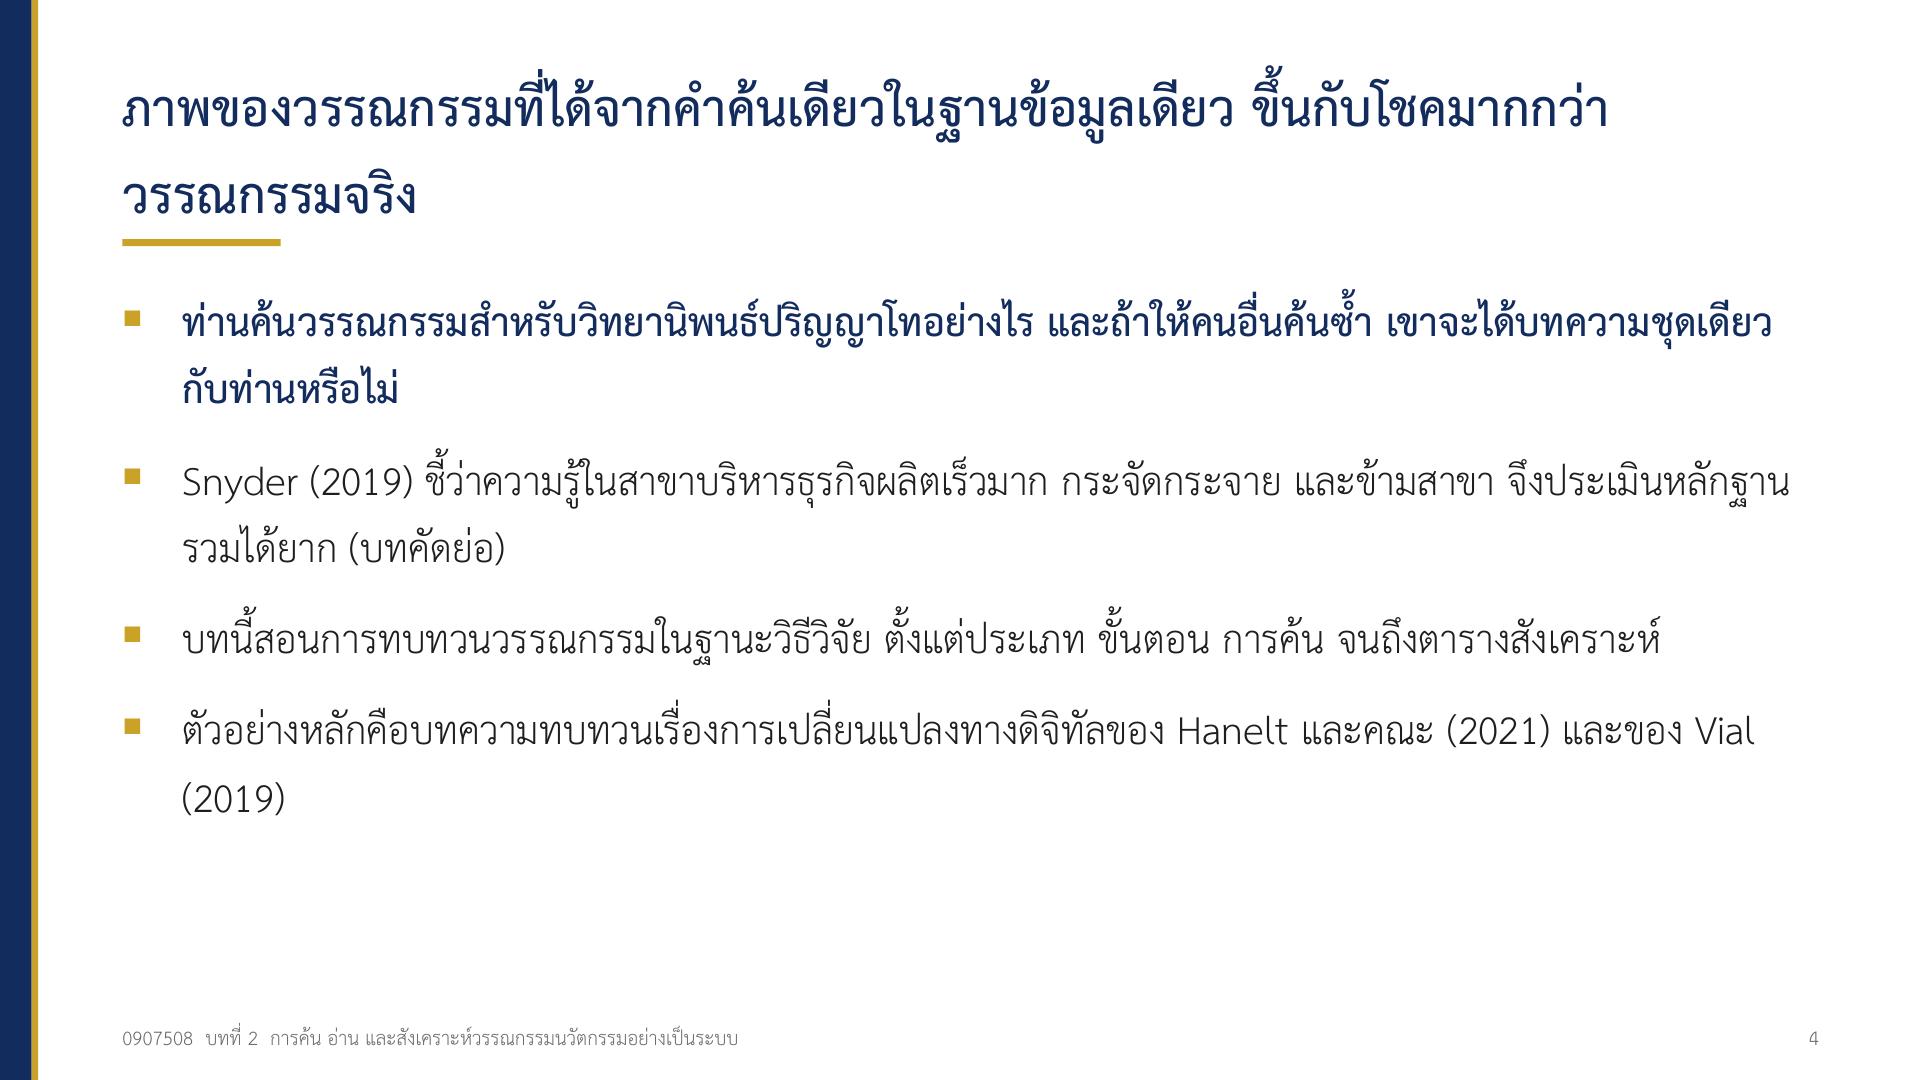 ภาพของวรรณกรรมที่ได้จากคำค้นเดียวในฐานข้อมูลเดียว ขึ้นกับโชคมากกว่า
วรรณกรรมจริง
ท่านค้นวรรณกรรมสำหรับวิทยานิพนธ์ปริญญาโทอย่างไร และถ้าให้คนอื่นค้นซ้ำ เขาจะได้บทความชุดเดียว
กับท่านหรือไม่
Snyder (2019) ชี้ว่าความรู้ในสาขาบริหารธุรกิจผลิตเร็วมาก กระจัดกระจาย และข้ามสาขา จึงประเมินหลักฐาน
รวมได้ยาก (บทคัดย่อ)
บทนี้สอนการทบทวนวรรณกรรมในฐานะวิธีวิจัย ตั้งแต่ประเภท ขั้นตอน การค้น จนถึงตารางสังเคราะห์
ตัวอย่างหลักคือบทความทบทวนเรื่องการเปลี่ยนแปลงทางดิจิทัลของ Hanelt และคณะ (2021) และของ Vial
(2019)
0907508 บทที่ 2 การค้น อ่าน และสังเคราะห์วรรณกรรมนวัตกรรมอย่างเป็นระบบ
4